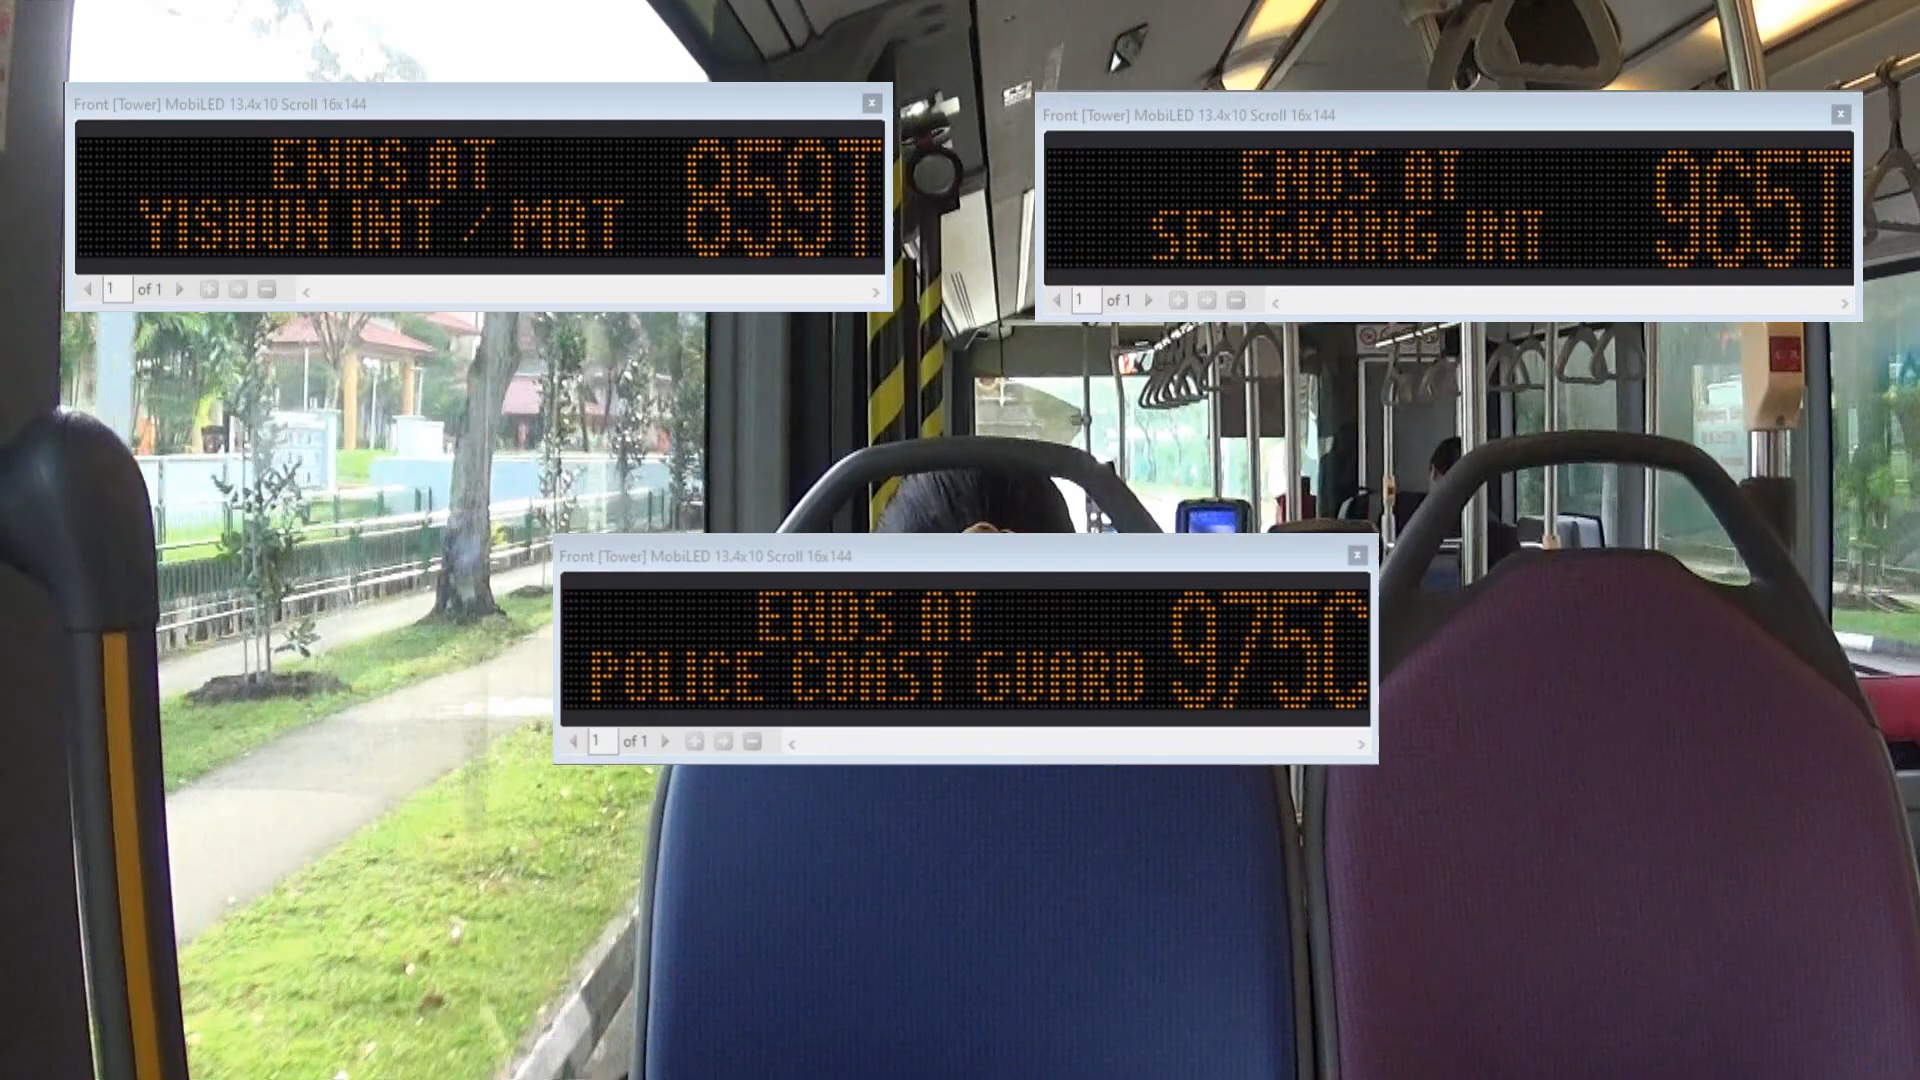 Front [Tower] MobiLED 13.4x10 Scroll 16x144
ENDS AT
YISHUN INT / MRT
859T
1 of 1
Front [Tower] MobiLED 13.4x10 Scroll 16x144
ENDS AT
SENGKANG INT
965T
1 of 1
Front [Tower] MobiLED 13.4x10 Scroll 16x144
ENDS AT
POLICE COAST GUARD
975C
1 of 1